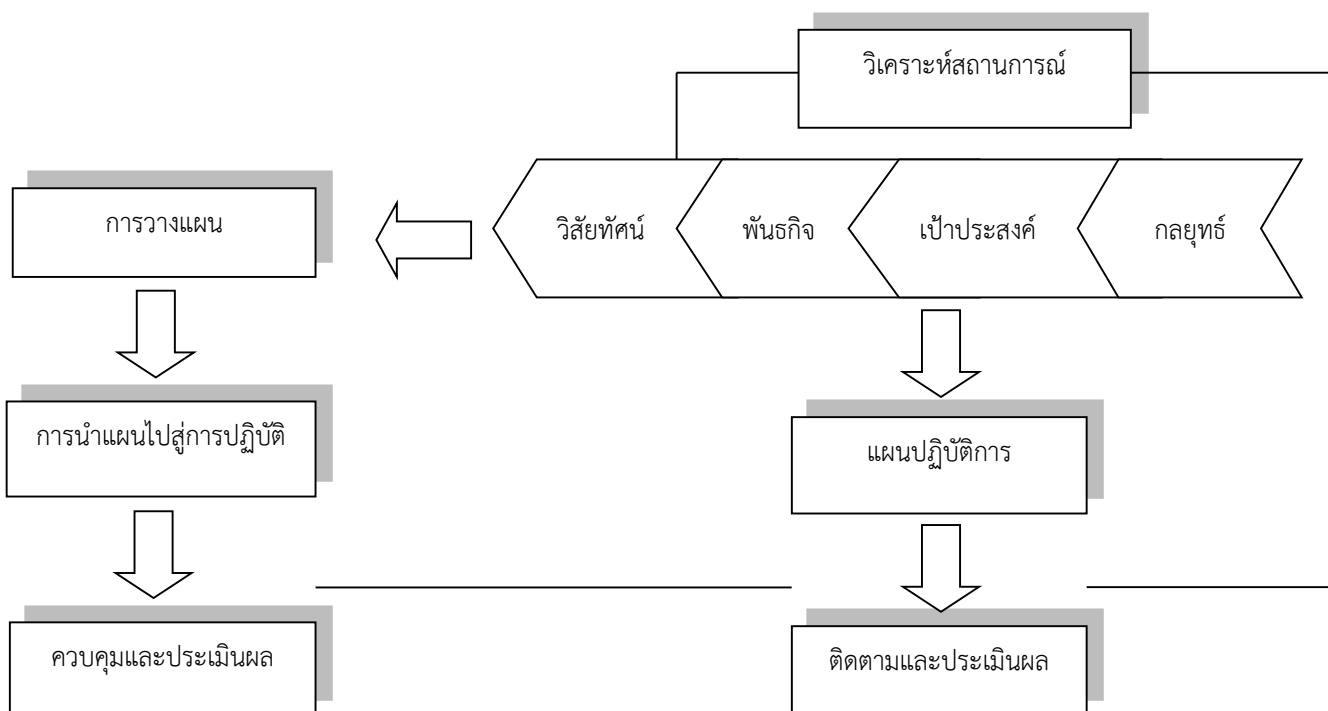 วิเคราะห์สถานการณ์
การวางแผน
วิสัยทัศน์
พันธกิจ
เป้าประสงค์
กลยุทธ์
การนำแผนไปสู่การปฏิบัติ
แผนปฏิบัติการ
ควบคุมและประเมินผล
ติดตามและประเมินผล